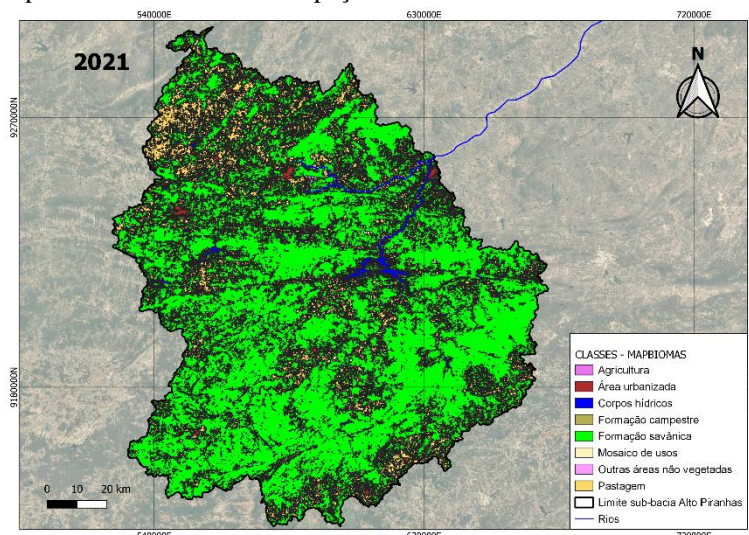 540000E
630000E
720000E
2021
N
9270000N
9180000N
CLASSES - MAPBIOMAS
Agricultura
Área urbanizada
Corpos hídricos
Formação campestre
Formação savânica
Mosaico de usos
Outras áreas não vegetadas
Pastagem
Limite sub-bacia Alto Piranhas
Rios
0 10 20 km